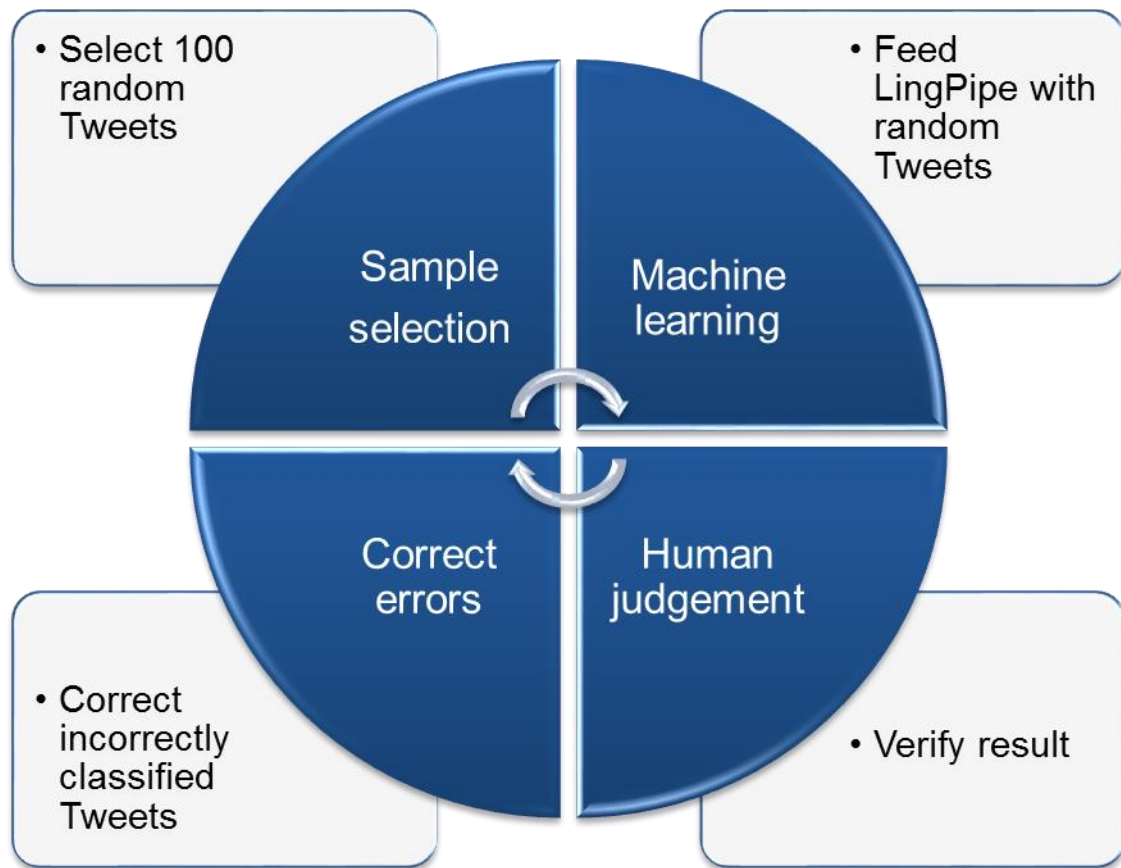 • Select 100
random
Tweets
• Feed
LingPipe with
random
Tweets
Sample
selection
Machine
learning
Correct
errors
Human
judgement
• Correct
incorrectly
classified
Tweets
• Verify result